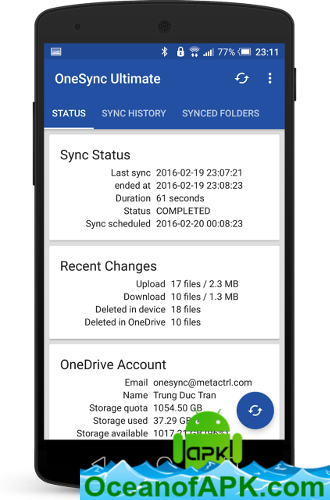 77% 23:11
OneSync Ultimate
STATUS SYNC HISTORY SYNCED FOLDERS
Sync Status
Last sync 2016-02-19 23:07:21
ended at 2016-02-19 23:08:23
Duration 61 seconds
Status COMPLETED
Sync scheduled 2016-02-20 00:08:23
Recent Changes
Upload 17 files / 2.3 MB
Download 10 files / 1.3 MB
Deleted in device 18 files
Deleted in OneDrive 10 files
OneDrive Account
Email onesync@metactrl.com
Name Trung Duc Tran
Storage quota 1054.50 GB
Storage used 37.29 GB
Storage available
apk
OceanofAPK.com